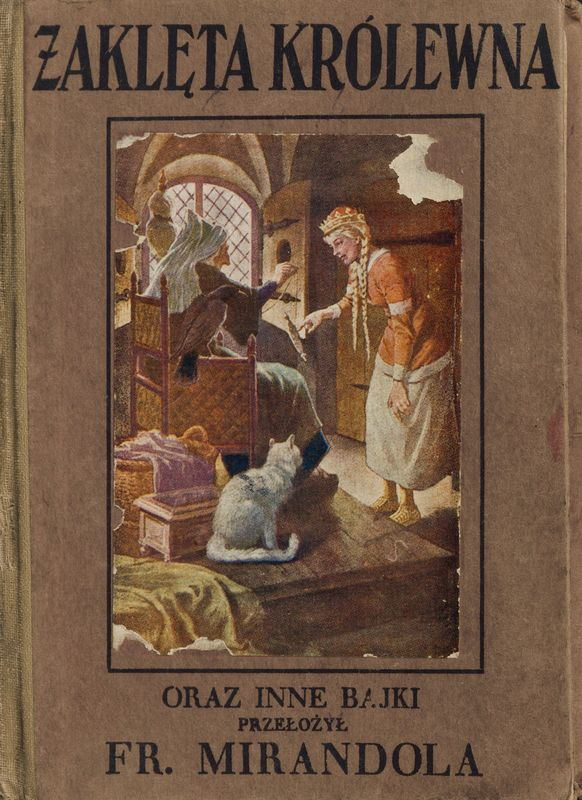 ZAKLĘTA KRÓLEWNA
ORAZ INNE BAJKI
PRZEŁOŻYŁ
FR. MIRANDOLA